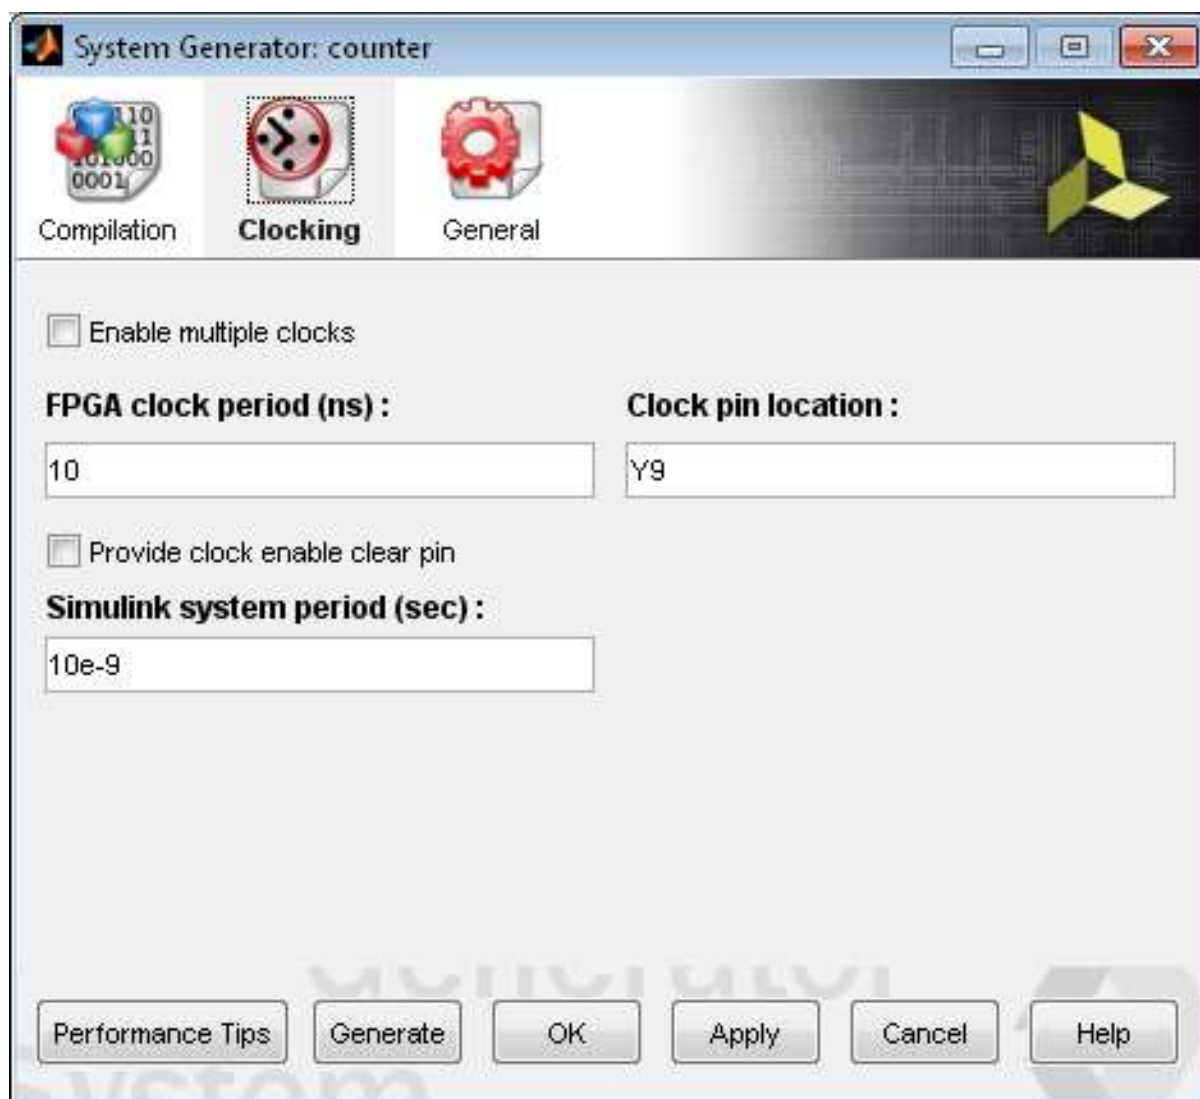 System Generator: counter
Compilation
Clocking
General
Enable multiple clocks
FPGA clock period (ns) :
Clock pin location :
10
Y9
Provide clock enable clear pin
Simulink system period (sec) :
10e-9
Generator
Performance Tips
Generate
OK
Apply
Cancel
Help